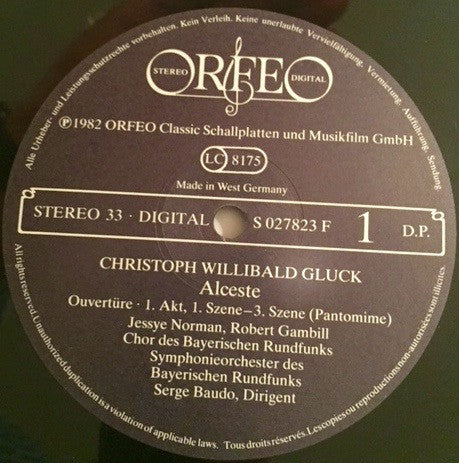 Alle Urheber- und Leistungsschutzrechte vorbehalten. Kein Verleih. Keine unerlaubte Vervielfältigung, Vermietung, Aufführung, Sendung
STEREO ORFEO DIGITAL
Ⓟ1982 ORFEO Classic Schallplatten und Musikfilm GmbH
LC 8175
Made in West Germany
STEREO 33 · DIGITAL S 027823 F 1 D.P.
CHRISTOPH WILLIBALD GLUCK
Alceste
Ouvertüre · 1. Akt, 1. Szene–3. Szene (Pantomime)
Jessye Norman, Robert Gambill
Chor des Bayerischen Rundfunks
Symphonieorchester des
Bayerischen Rundfunks
Serge Baudo, Dirigent
All rights reserved. Unauthorized duplication is a violation of applicable laws. Tous droits réservés. Les copies ou reproductions non autorisées sont illicites.